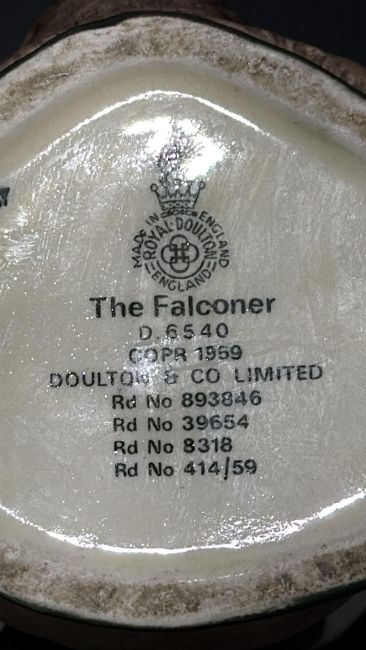 MADE IN ENGLAND
ROYAL DOULTON
ENGLAND
The Falconer
D. 6540
COPR 1959
DOULTON & CO LIMITED
Rd No 893846
Rd No 39654
Rd No 8318
Rd No 414/59